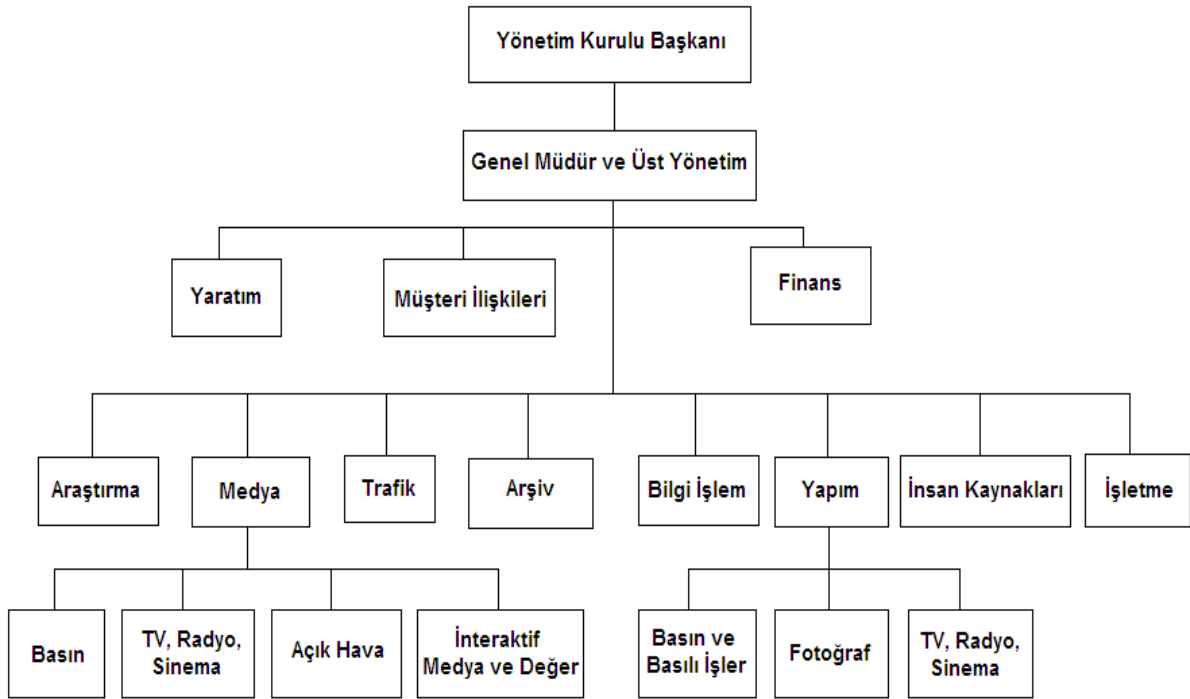 Yönetim Kurulu Başkanı
Genel Müdür ve Üst Yönetim
Yaratım
Müşteri İlişkileri
Finans
Araştırma
Medya
Trafik
Arşiv
Bilgi İşlem
Yapım
İnsan Kaynakları
İşletme
Basın
TV, Radyo,
Sinema
Açık Hava
İnteraktif
Medya ve Değer
Basın ve
Basılı İşler
Fotoğraf
TV, Radyo,
Sinema